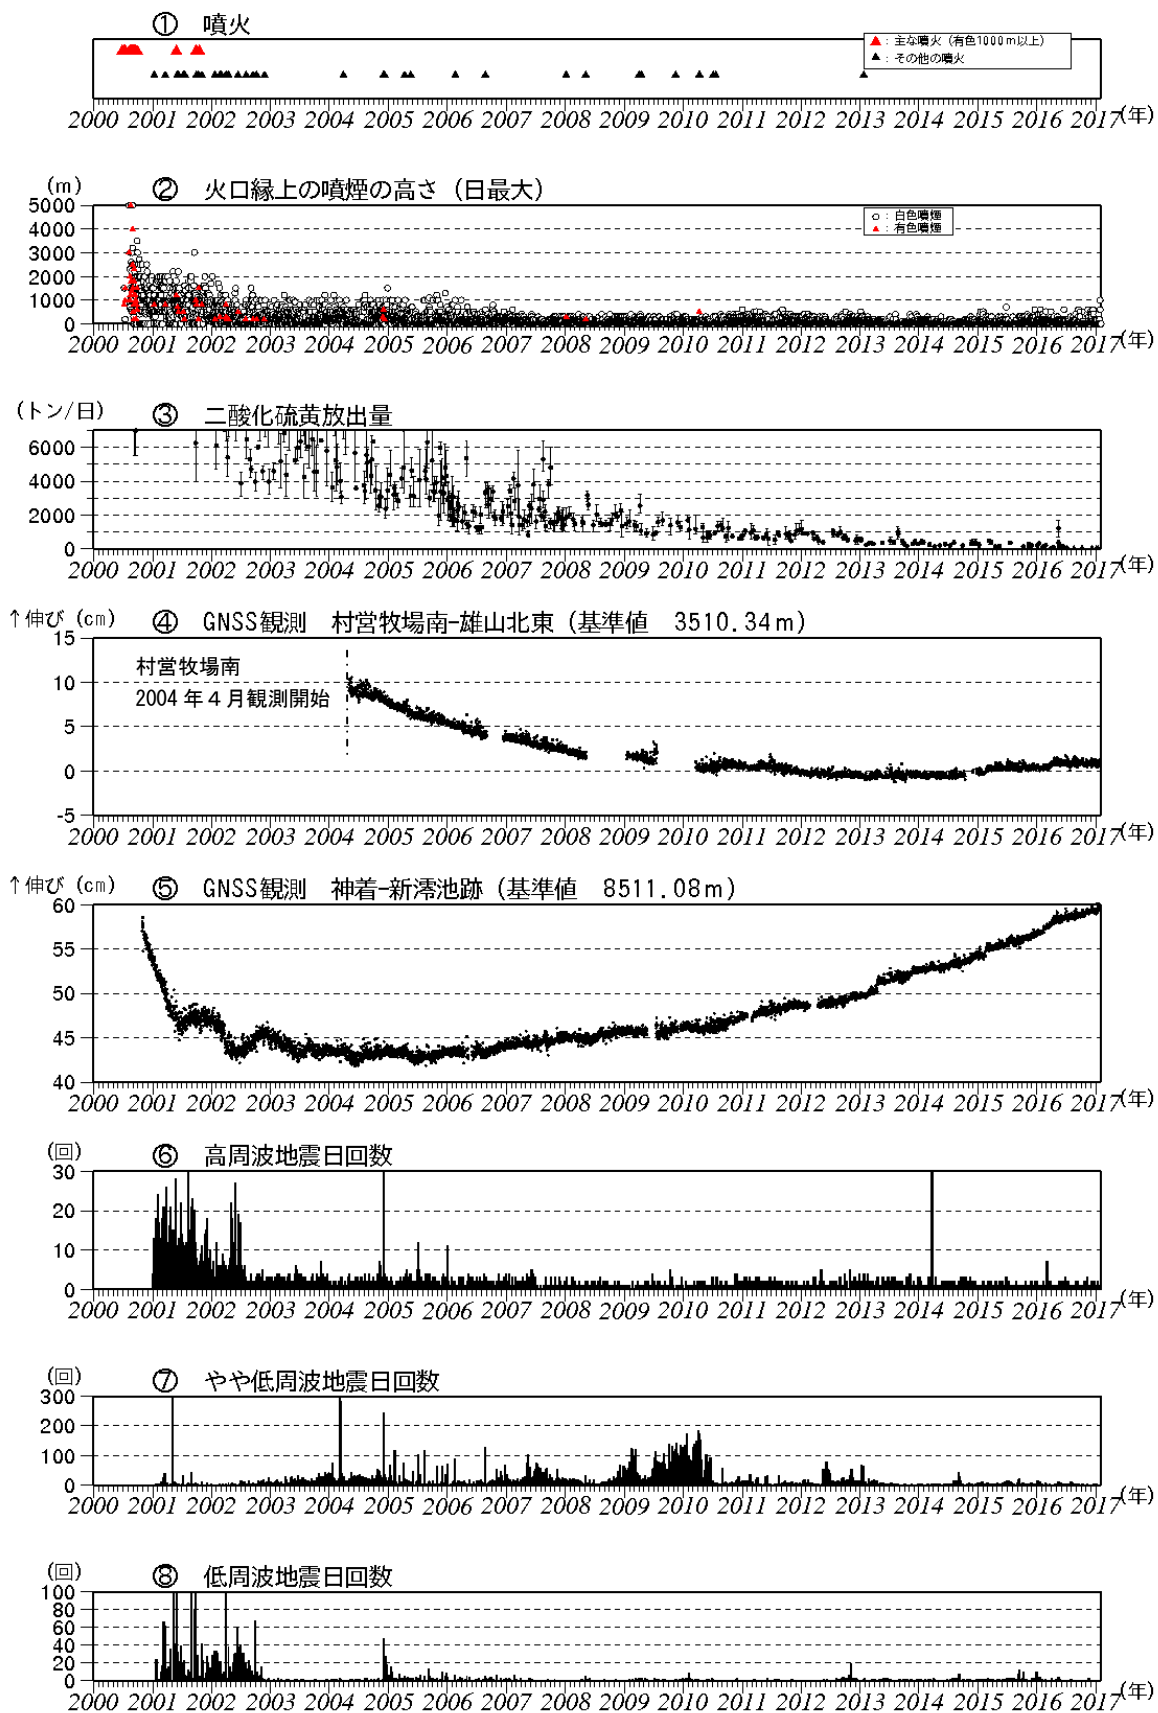 ① 噴火
▲：主な噴火（有色1000m以上）
▲：その他の噴火
2000 2001 2002 2003 2004 2005 2006 2007 2008 2009 2010 2011 2012 2013 2014 2015 2016 2017 (年)
(m) ② 火口縁上の噴煙の高さ（日最大）
○：白色噴煙
▲：有色噴煙
5000
4000
3000
2000
1000
0
2000 2001 2002 2003 2004 2005 2006 2007 2008 2009 2010 2011 2012 2013 2014 2015 2016 2017 (年)
(トン/日) ③ 二酸化硫黄放出量
6000
4000
2000
0
2000 2001 2002 2003 2004 2005 2006 2007 2008 2009 2010 2011 2012 2013 2014 2015 2016 2017 (年)
↑伸び (cm) ④ GNSS観測 村営牧場南-雄山北東（基準値 3510.34m）
15
村営牧場南
10
2004年4月観測開始
5
0
-5
2000 2001 2002 2003 2004 2005 2006 2007 2008 2009 2010 2011 2012 2013 2014 2015 2016 2017 (年)
↑伸び (cm) ⑤ GNSS観測 神着-新澪池跡（基準値 8511.08m）
60
55
50
45
40
2000 2001 2002 2003 2004 2005 2006 2007 2008 2009 2010 2011 2012 2013 2014 2015 2016 2017 (年)
(回) ⑥ 高周波地震日回数
30
20
10
0
2000 2001 2002 2003 2004 2005 2006 2007 2008 2009 2010 2011 2012 2013 2014 2015 2016 2017 (年)
(回) ⑦ やや低周波地震日回数
300
200
100
0
2000 2001 2002 2003 2004 2005 2006 2007 2008 2009 2010 2011 2012 2013 2014 2015 2016 2017 (年)
(回) ⑧ 低周波地震日回数
100
80
60
40
20
0
2000 2001 2002 2003 2004 2005 2006 2007 2008 2009 2010 2011 2012 2013 2014 2015 2016 2017 (年)